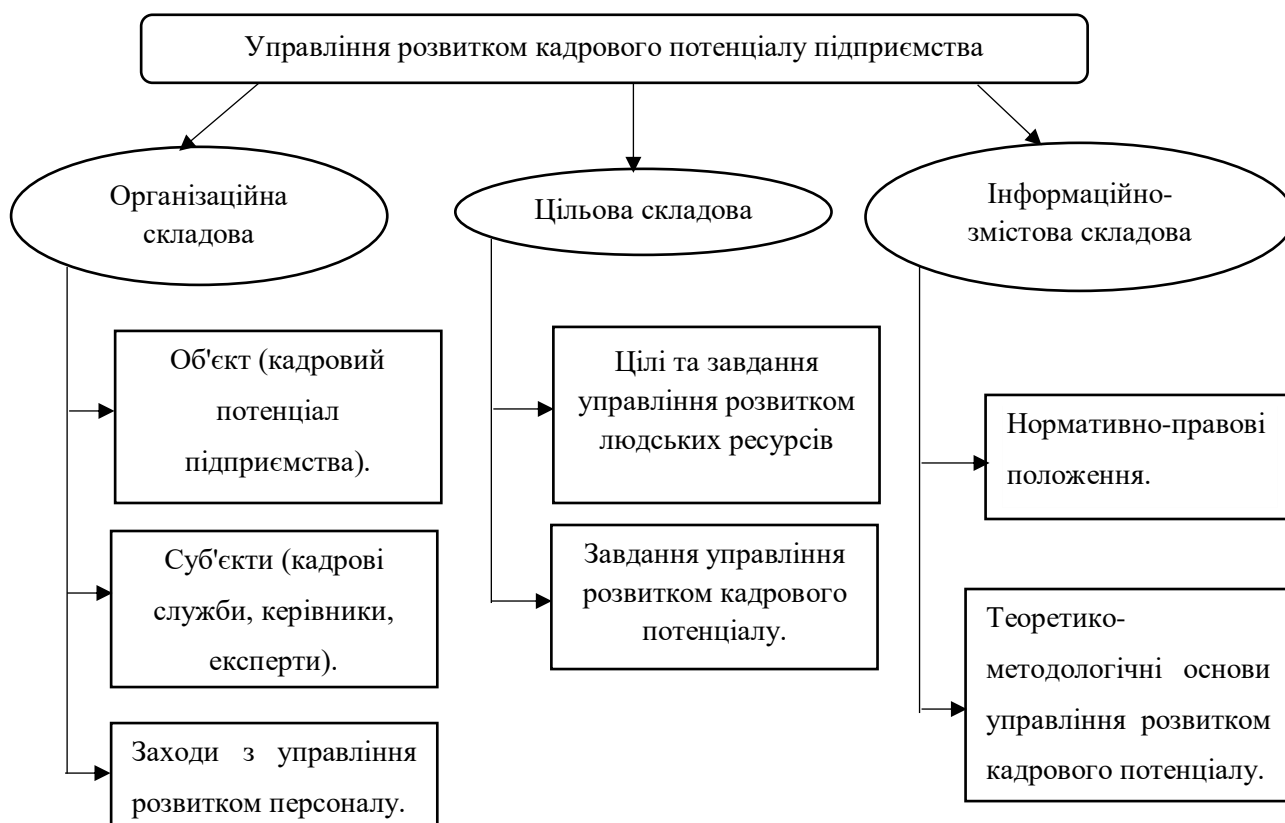 Управління розвитком кадрового потенціалу підприємства
Організаційна
складова
Цільова складова
Інформаційно-
змістова складова
Об'єкт (кадровий
потенціал
підприємства).
Суб'єкти (кадрові
служби, керівники,
експерти).
Заходи з управління
розвитком персоналу.
Цілі та завдання
управління розвитком
людських ресурсів
Завдання управління
розвитком кадрового
потенціалу.
Нормативно-правові
положення.
Теоретико-
методологічні основи
управління розвитком
кадрового потенціалу.